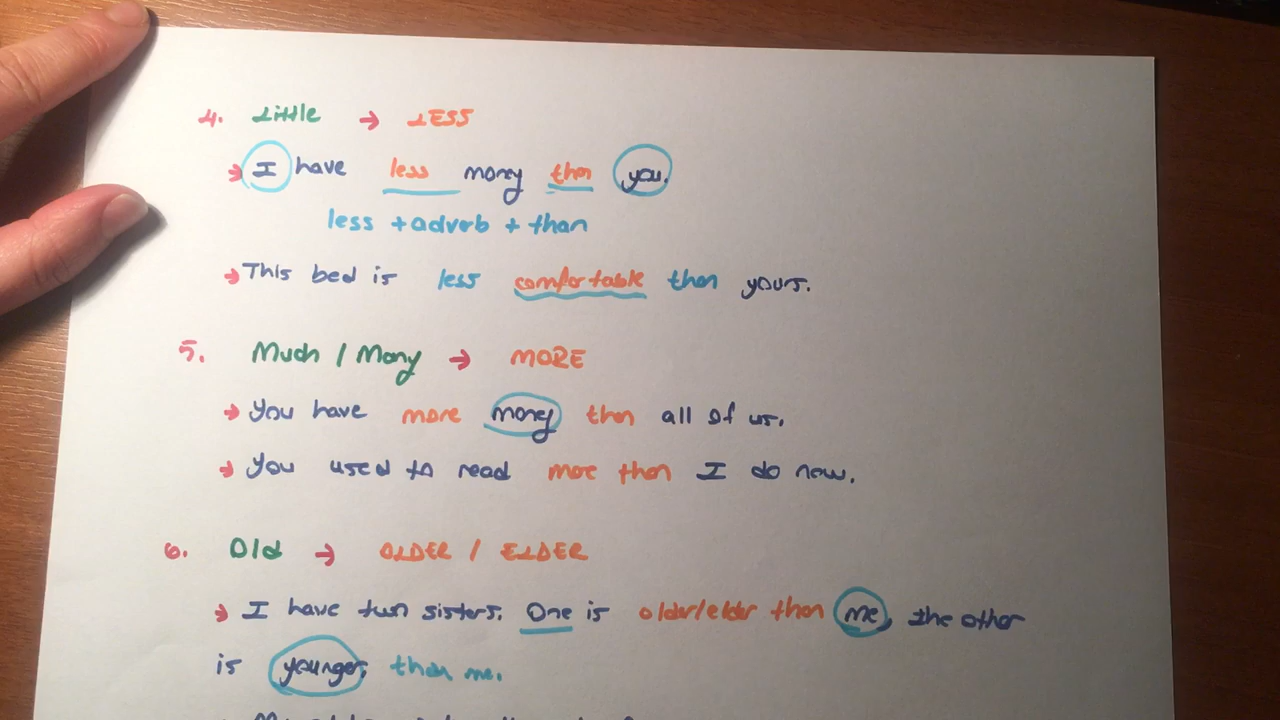 4. Little → LESS
→ I have less money than you.
less + adverb + than
→ This bed is less comfortable than yours.
5. Much / Many → MORE
→ You have more money than all of us.
→ You used to read more than I do now.
6. Old → OLDER / ELDER
→ I have two sisters. One is older/elder than me, the other
is younger, than me.